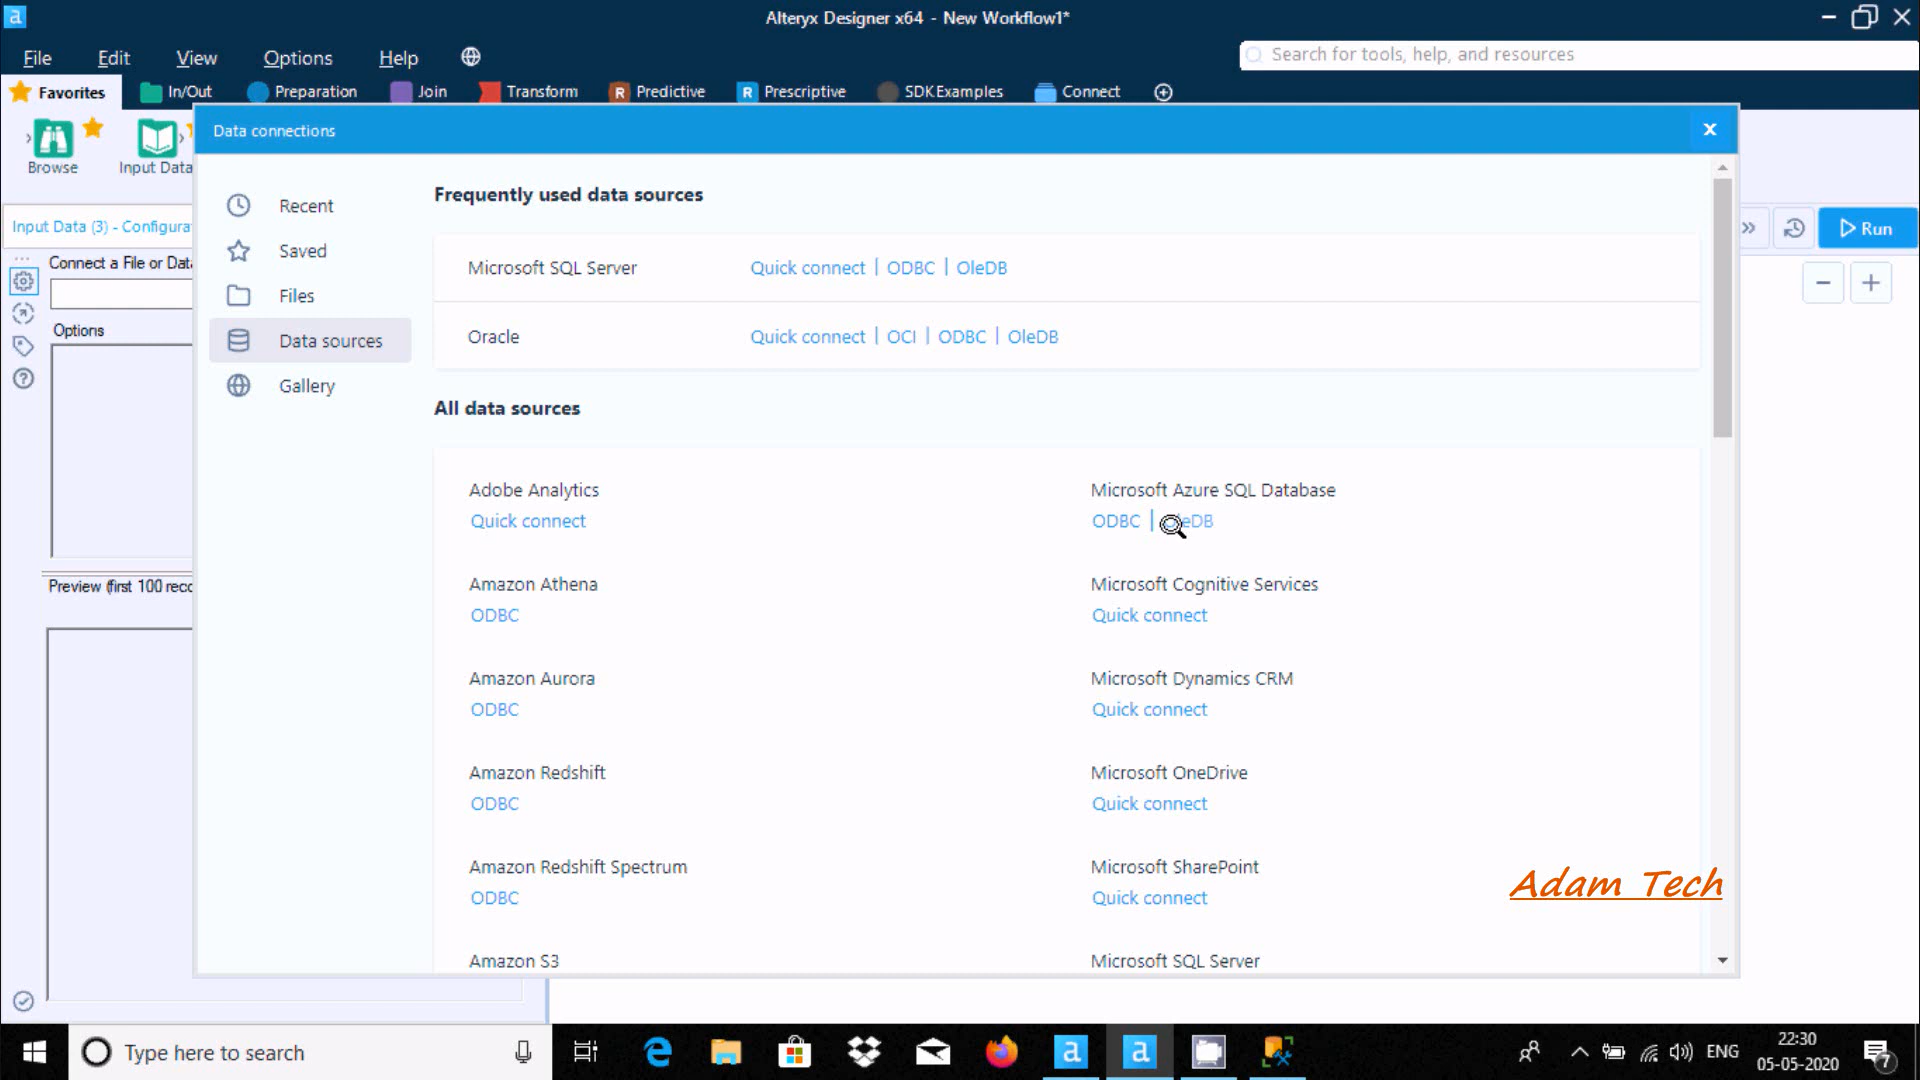 Alteryx Designer x64 - New Workflow1*
File Edit View Options Help
Search for tools, help, and resources
Favorites In/Out Preparation Join Transform Predictive Prescriptive SDKExamples Connect
Browse Input Data
Data connections
Input Data (3) - Configura
Run
Connect a File or Data
Options
Preview (first 100 reco
Recent
Saved
Files
Data sources
Gallery
Frequently used data sources
Microsoft SQL Server Quick connect | ODBC | OleDB
Oracle Quick connect | OCI | ODBC | OleDB
All data sources
Adobe Analytics
Quick connect
Microsoft Azure SQL Database
ODBC | OleDB
Amazon Athena
ODBC
Microsoft Cognitive Services
Quick connect
Amazon Aurora
ODBC
Microsoft Dynamics CRM
Quick connect
Amazon Redshift
ODBC
Microsoft OneDrive
Quick connect
Amazon Redshift Spectrum
ODBC
Microsoft SharePoint
Quick connect
Adam Tech
Amazon S3
Microsoft SQL Server
Type here to search
ENG
22:30
05-05-2020
7